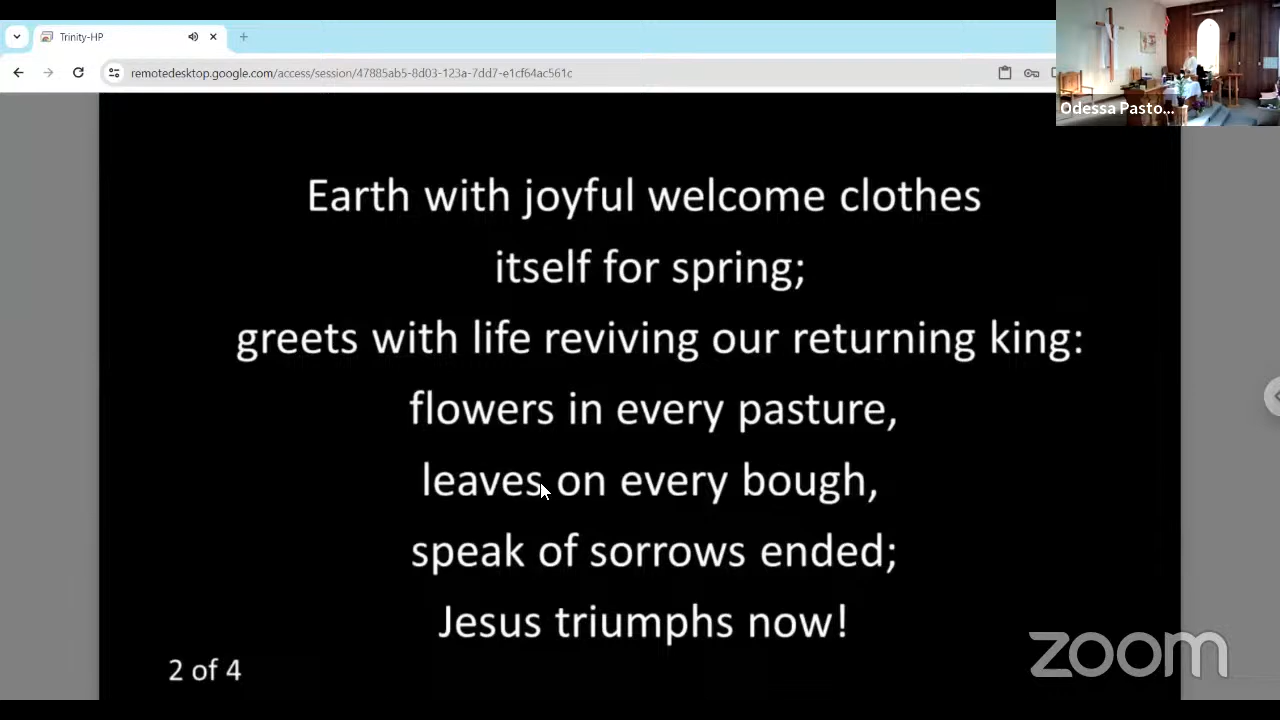 Trinity-HP
remotedesktop.google.com/access/session/47885ab5-8d03-123a-7dd7-e1cf64ac561c
Odessa Pasto...
Earth with joyful welcome clothes
itself for spring;
greets with life reviving our returning king:
flowers in every pasture,
leaves on every bough,
speak of sorrows ended;
Jesus triumphs now!
2 of 4
zoom